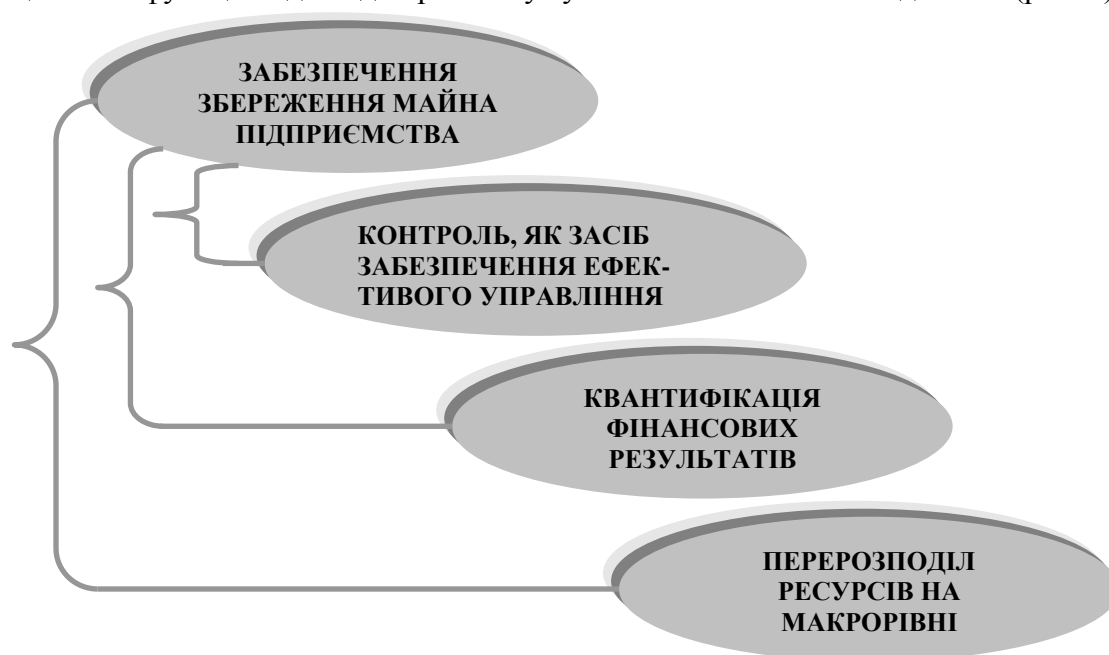 ЗАБЕЗПЕЧЕННЯ
ЗБЕРЕЖЕННЯ МАЙНА
ПІДПРИЄМСТВА
КОНТРОЛЬ, ЯК ЗАСІБ
ЗАБЕЗПЕЧЕННЯ ЕФЕК-
ТИВОГО УПРАВЛІННЯ
КВАНТИФІКАЦІЯ
ФІНАНСОВИХ
РЕЗУЛЬТАТІВ
ПЕРЕРОЗПОДІЛ
РЕСУРСІВ НА
МАКРОРІВНІ